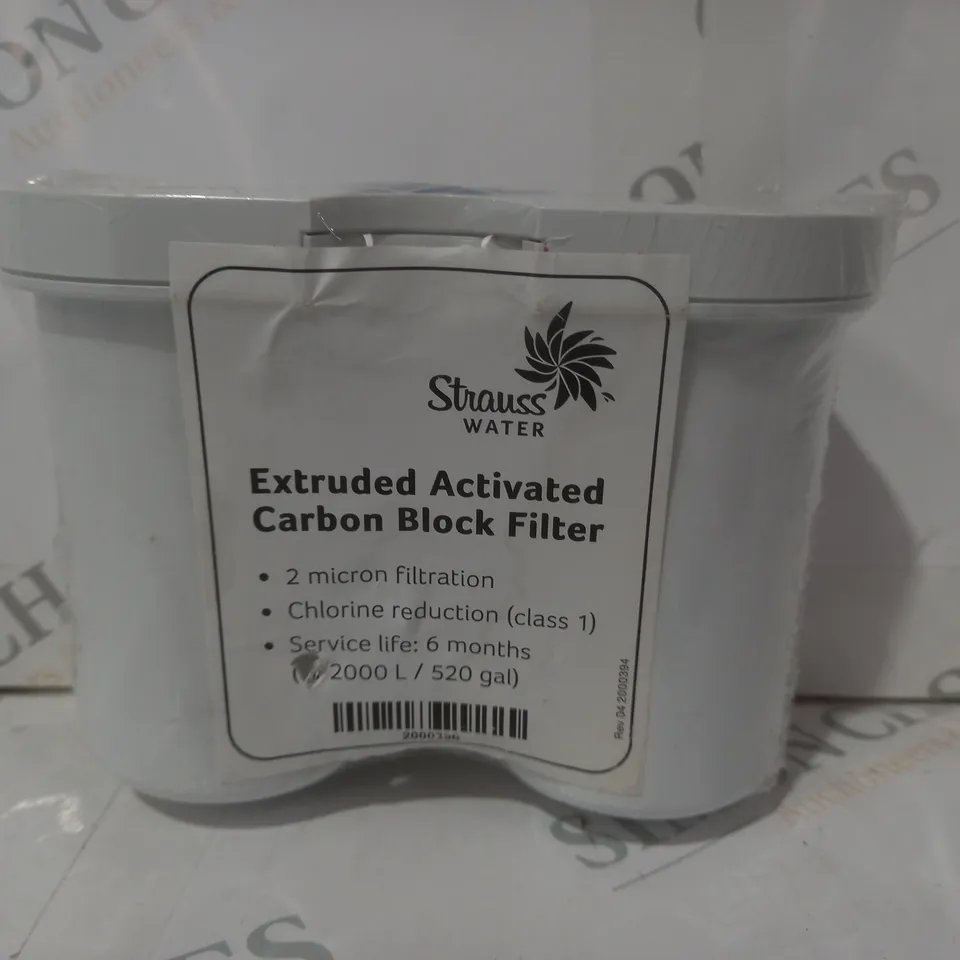 Strauss
WATER
Extruded Activated
Carbon Block Filter
• 2 micron filtration
• Chlorine reduction (class 1)
• Service life: 6 months
2000 L / 520 gal)
Rev 04 2000394